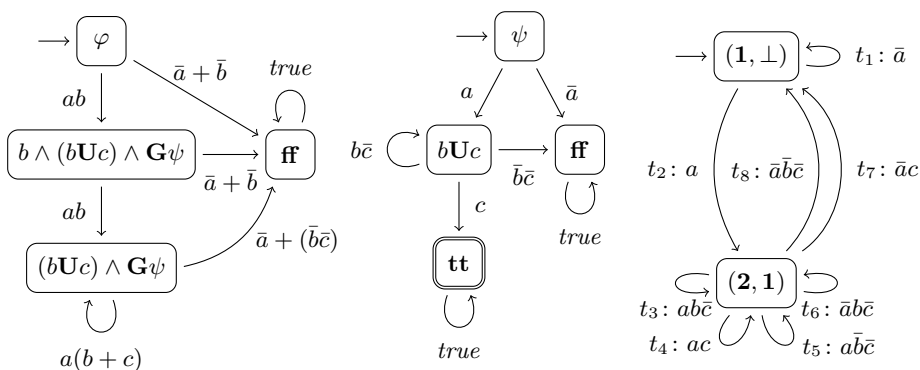 φ
ā + b̄
true
ab
b ∧ (bUc) ∧ Gψ
ff
ā + b̄
ab
(bUc) ∧ Gψ
ā + (b̄c̄)
a(b + c)
ψ
a
ā
bc̄
bUc
ff
b̄c̄
c
true
tt
true
(1, ⊥)
t₁: ā
t₂: a
t₈: āb̄c̄
t₇: āc
(2, 1)
t₃: abc̄
t₆: ābc̄
t₄: ac
t₅: ab̄c̄